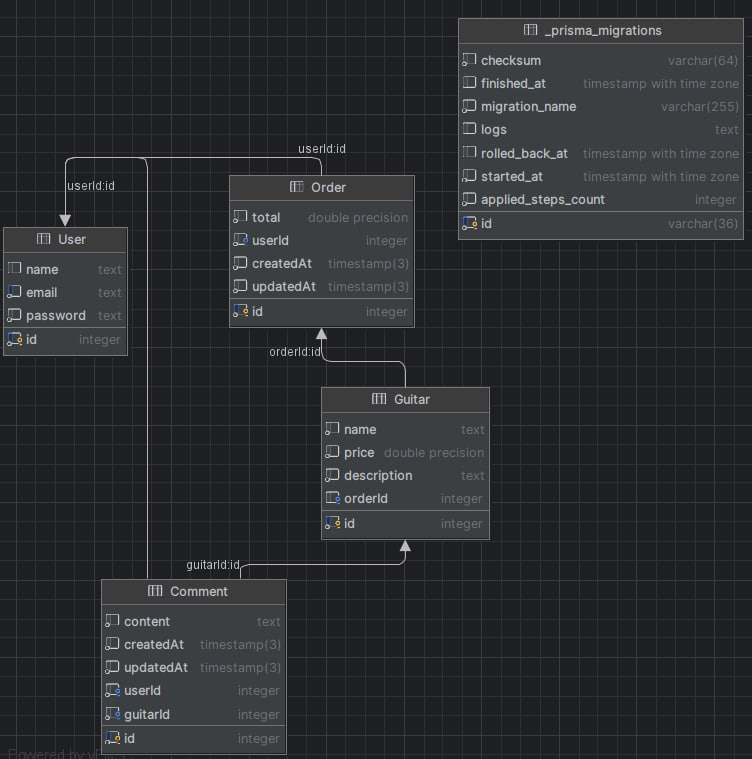 _prisma_migrations
checksum varchar(64)
finished_at timestamp with time zone
migration_name varchar(255)
logs text
rolled_back_at timestamp with time zone
started_at timestamp with time zone
applied_steps_count integer
id varchar(36)
userId:id
userId:id
Order
total double precision
userId integer
createdAt timestamp(3)
updatedAt timestamp(3)
id integer
User
name text
email text
password text
id integer
orderId:id
Guitar
name text
price double precision
description text
orderId integer
id integer
guitarId:id
Comment
content text
createdAt timestamp(3)
updatedAt timestamp(3)
userId integer
guitarId integer
id integer
Powered by